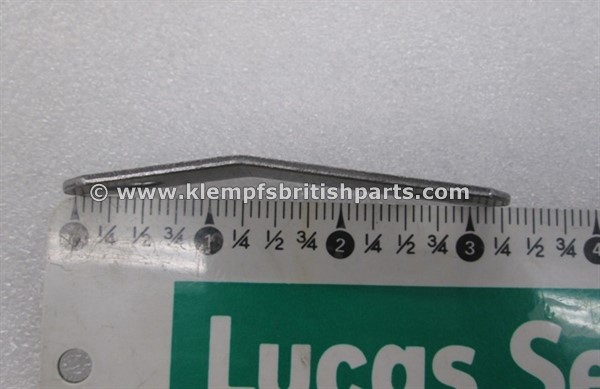 © www.klempfsbritishparts.com
0 ¼ ½ ¾ 1 ¼ ½ ¾ 2 ¼ ½ ¾ 3 ¼ ½ ¾ 4
Lucas Se